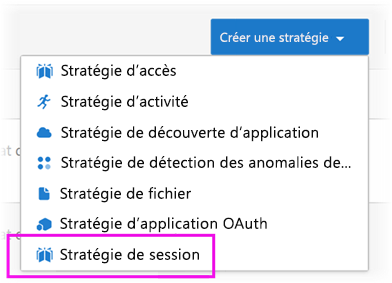 Créer une stratégie
Stratégie d'accès
Stratégie d'activité
Stratégie de découverte d'application
Stratégie de détection des anomalies de...
Stratégie de fichier
Stratégie d'application OAuth
Stratégie de session